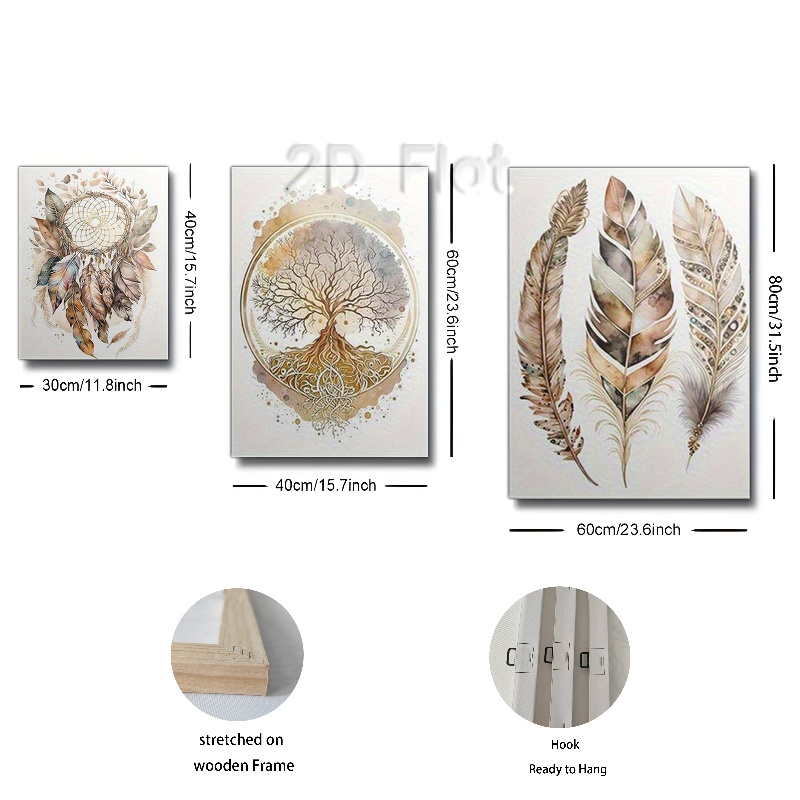 2D Flat
40cm/15.7inch
30cm/11.8inch
60cm/23.6inch
40cm/15.7inch
80cm/31.5inch
60cm/23.6inch
stretched on
wooden Frame
Hook
Ready to Hang